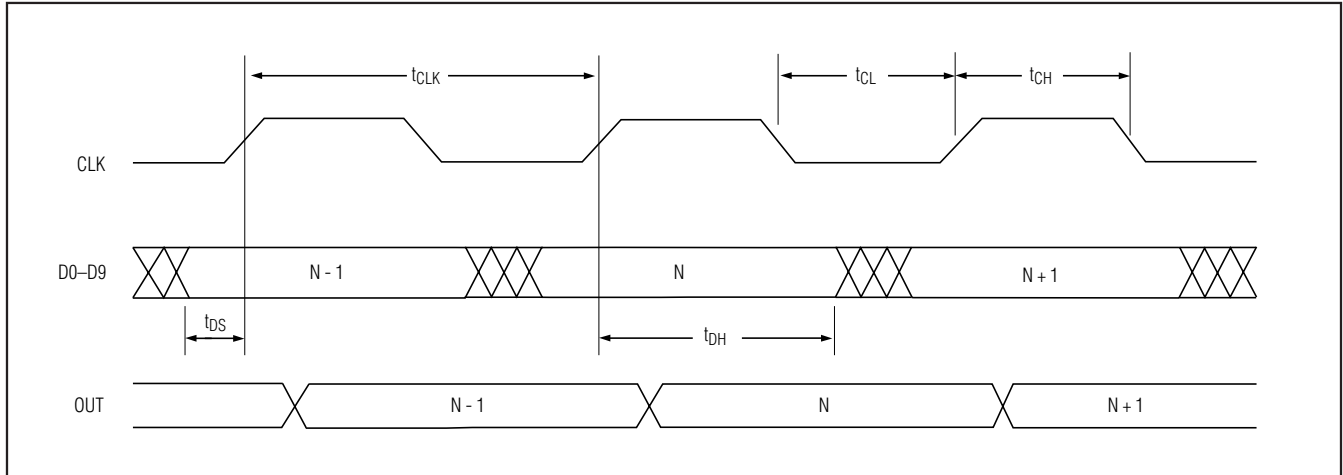 tCLK
tCL
tCH
CLK
D0–D9
N - 1
N
N + 1
tDS
tDH
OUT
N - 1
N
N + 1